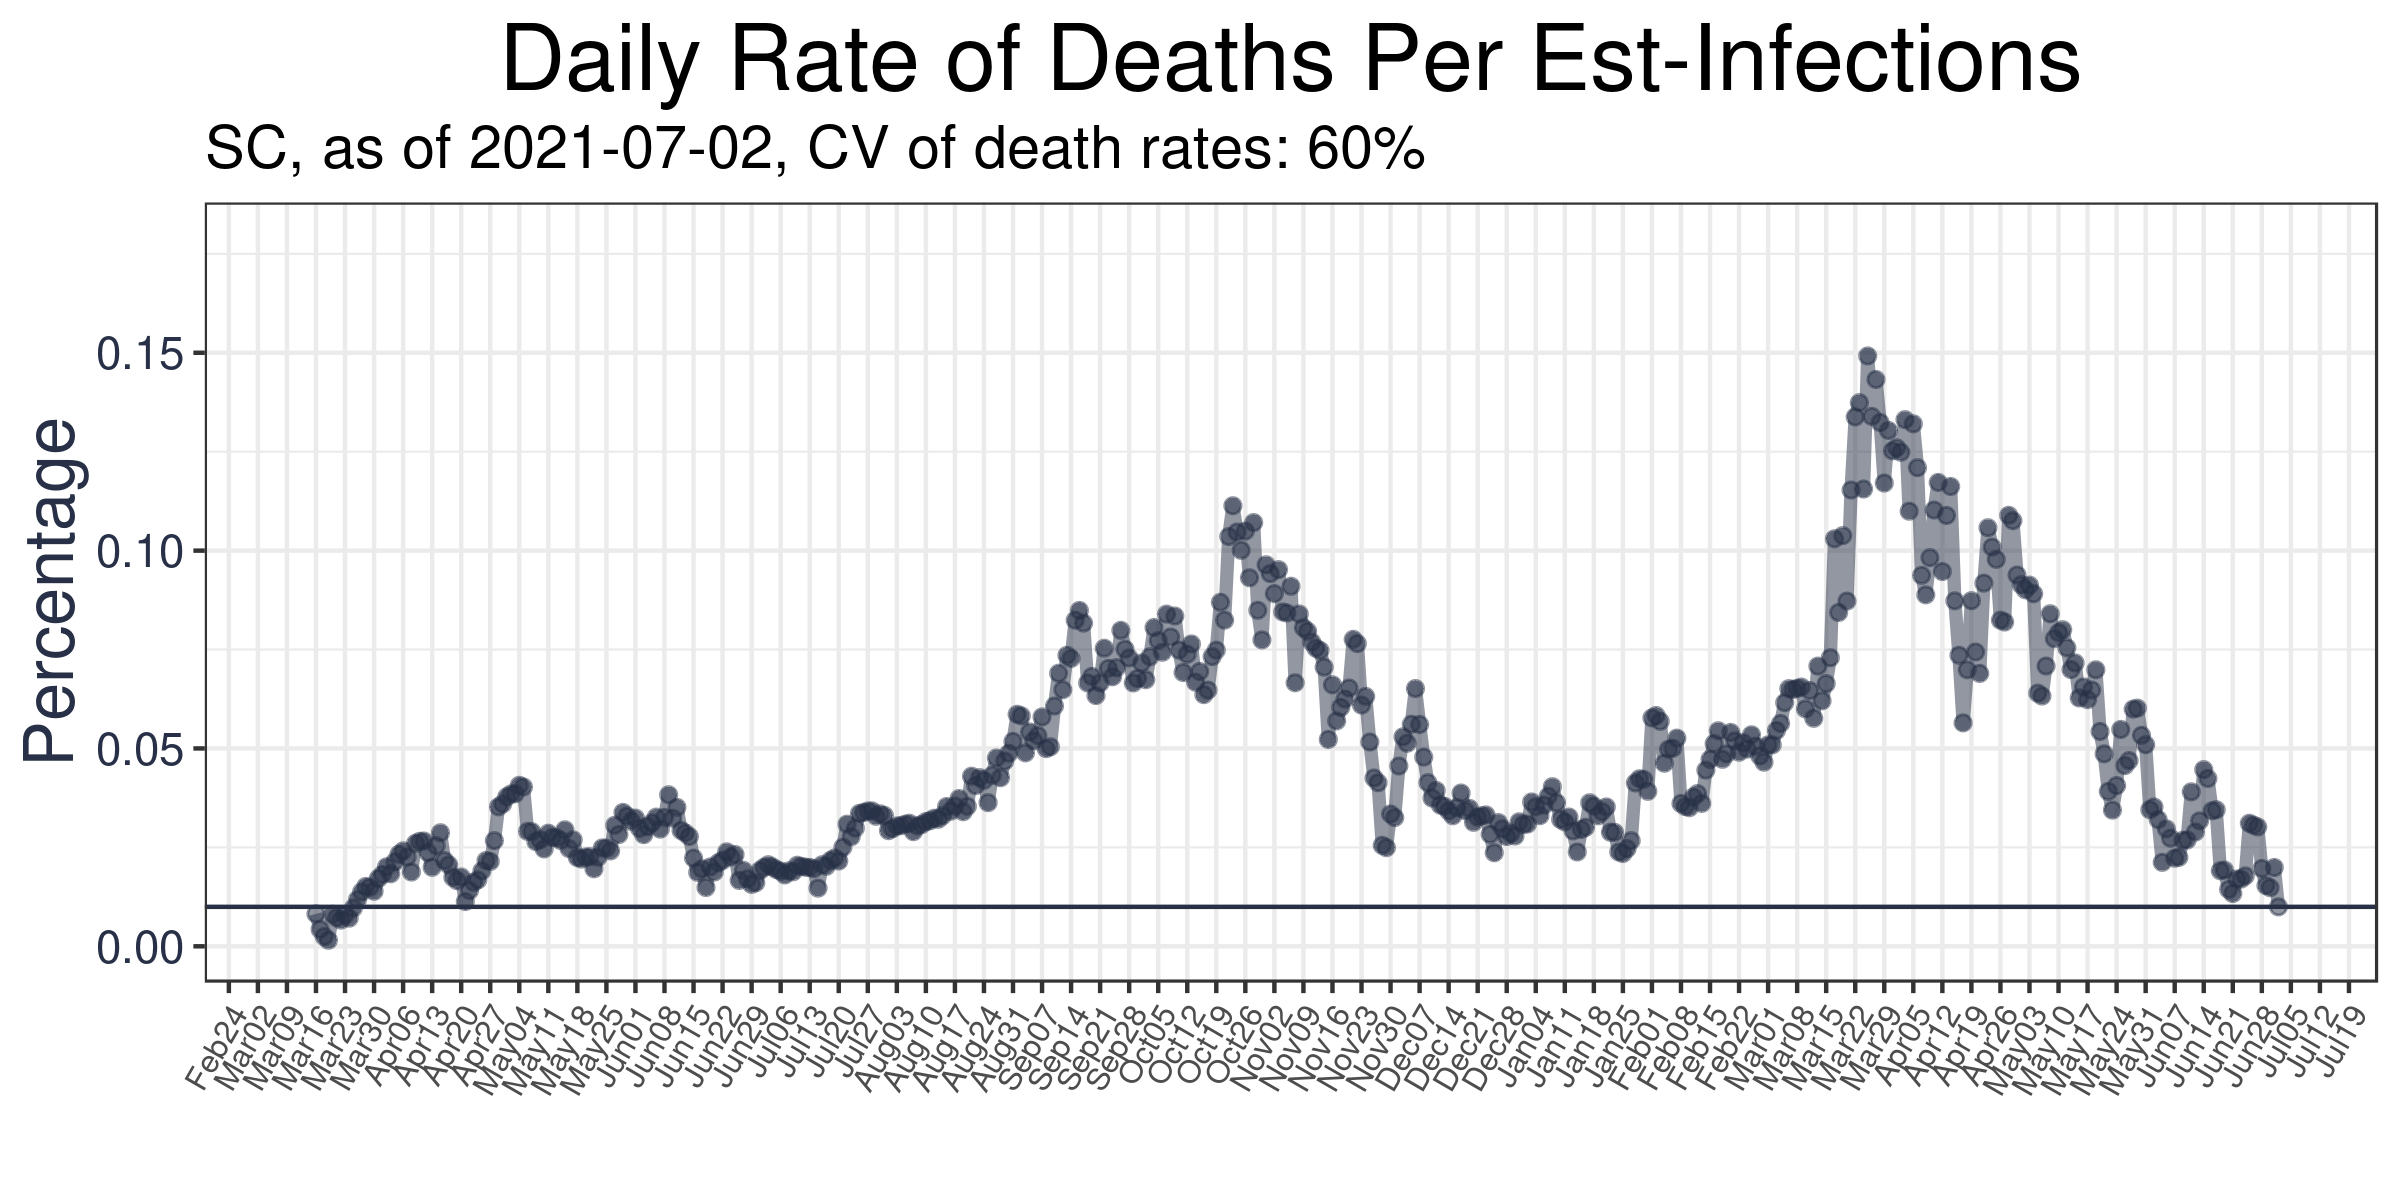 Daily Rate of Deaths Per Est-Infections
SC, as of 2021-07-02, CV of death rates: 60%
Percentage
0.15
0.10
0.05
0.00
Feb24
Mar02
Mar09
Mar16
Mar23
Mar30
Apr06
Apr13
Apr20
Apr27
May04
May11
May18
May25
Jun01
Jun08
Jun15
Jun22
Jun29
Jul06
Jul13
Jul20
Jul27
Aug03
Aug10
Aug17
Aug24
Aug31
Sep07
Sep14
Sep21
Sep28
Oct05
Oct12
Oct19
Oct26
Nov02
Nov09
Nov16
Nov23
Nov30
Dec07
Dec14
Dec21
Dec28
Jan04
Jan11
Jan18
Jan25
Feb01
Feb08
Feb15
Feb22
Mar01
Mar08
Mar15
Mar22
Mar29
Apr05
Apr12
Apr19
Apr26
May03
May10
May17
May24
May31
Jun07
Jun14
Jun21
Jun28
Jul05
Jul12
Jul19